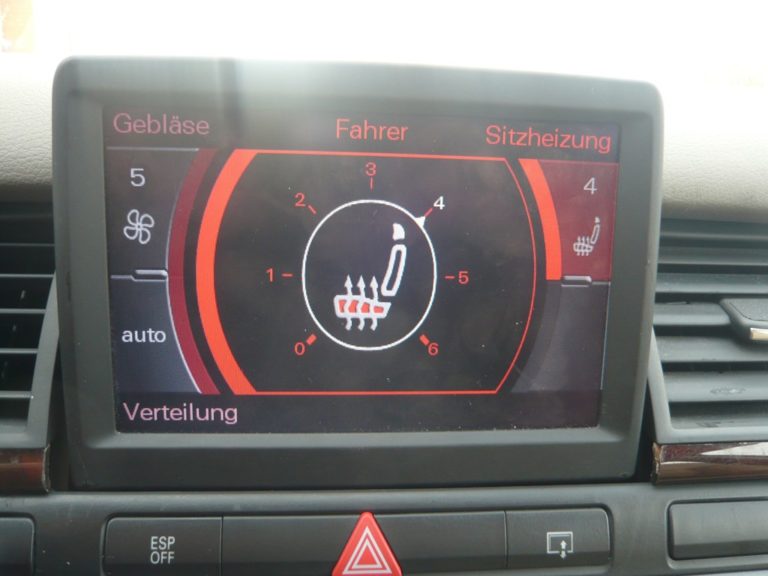 Gebläse Fahrer Sitzheizung
5 3 4
2 4
1 5
auto 0 6
Verteilung
ESP
OFF